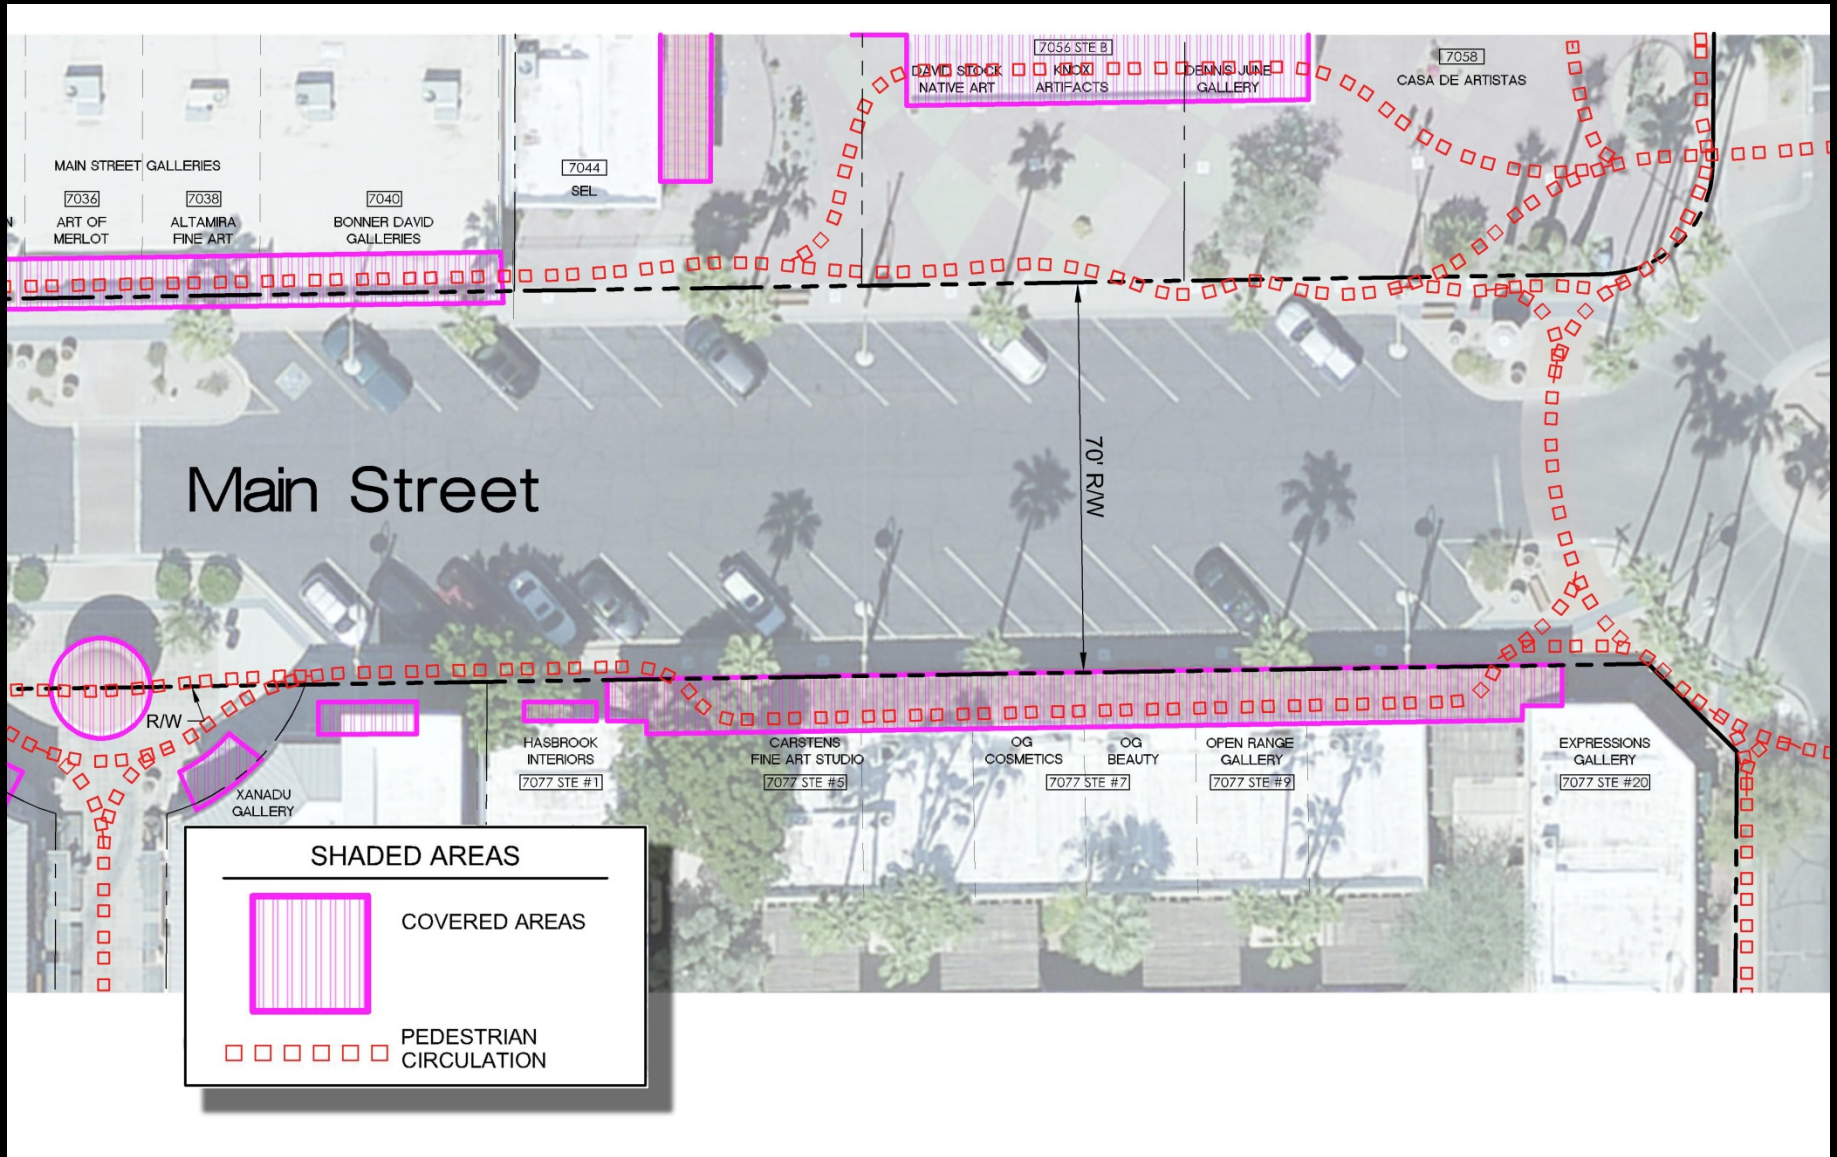 7056 STE B
DAVID STOCK
NATIVE ART
KNOX
ARTIFACTS
DENNIS JUNE
GALLERY
7058
CASA DE ARTISTAS
MAIN STREET GALLERIES
7036
ART OF
MERLOT
7038
ALTAMIRA
FINE ART
7040
BONNER DAVID
GALLERIES
7044
SEL
N
Main Street
70' R/W
R/W
XANADU
GALLERY
HASBROOK
INTERIORS
7077 STE #1
CARSTENS
FINE ART STUDIO
7077 STE #5
OG
COSMETICS
OG
BEAUTY
7077 STE #7
OPEN RANGE
GALLERY
7077 STE #9
EXPRESSIONS
GALLERY
7077 STE #20
SHADED AREAS
COVERED AREAS
PEDESTRIAN
CIRCULATION